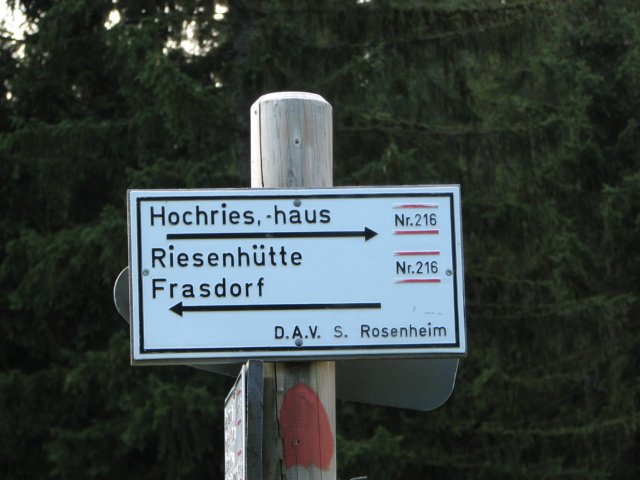 Hochries,-haus Nr.216
Riesenhütte Nr.216
Frasdorf
D.A.V. S. Rosenheim